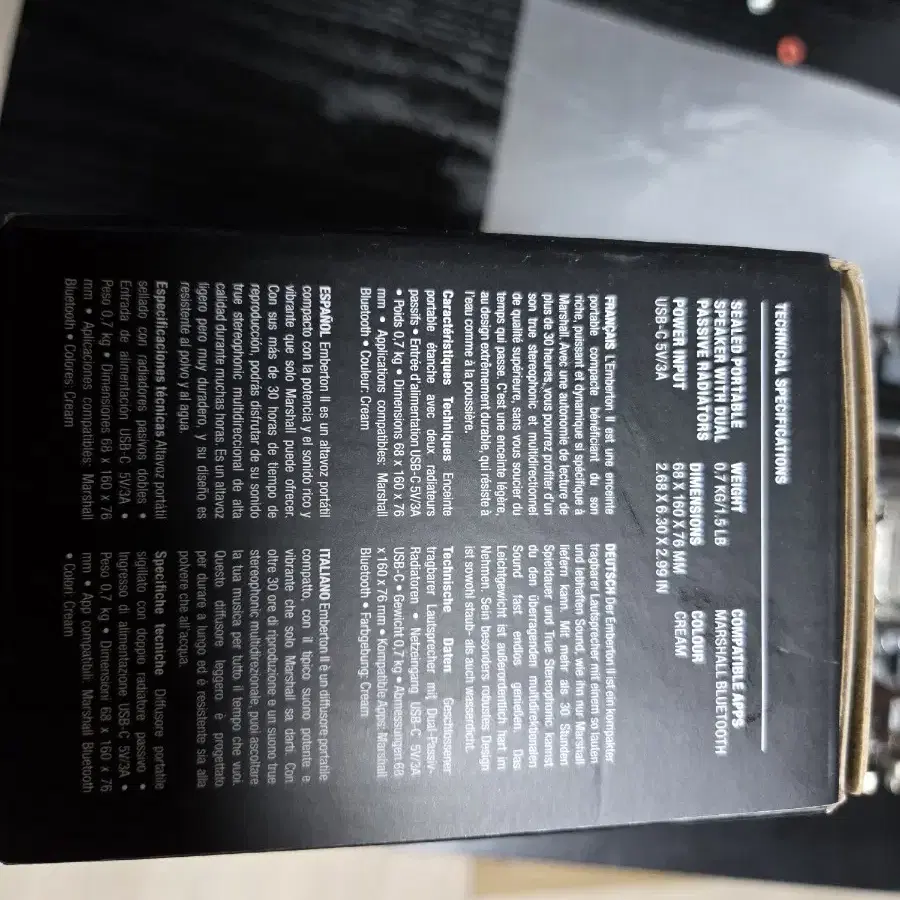 TECHNICAL SPECIFICATIONS
SEALED PORTABLE
SPEAKER WITH DUAL
PASSIVE RADIATORS
POWER INPUT
USB-C 5V/3A
WEIGHT
0.7 KG/1.5 LB
DIMENSIONS
68 X 160 X 76 MM
2.68 X 6.30 X 2.99 IN
COMPATIBLE APPS
MARSHALL BLUETOOTH
COLOUR
CREAM
FRANÇAIS L'Emberton II est une enceinte
portable compacte bénéficiant du son
riche, puissant et dynamique si spécifique à
Marshall. Avec une autonomie de lecture de
plus de 30 heures, vous pourrez profiter d'un
son true stereophonic et multidirectionnel
de qualité supérieure, sans vous soucier du
temps qui passe. C'est une enceinte légère,
au design extrêmement durable, qui résiste à
l'eau comme à la poussière.
Caractéristiques Techniques Enceinte
portable étanche avec deux radiateurs
passifs • Entrée d'alimentation USB-C 5V/3A
• Poids 0,7 kg • Dimensions 68 x 160 x 76
mm • Applications compatibles: Marshall
Bluetooth • Couleur: Cream
DEUTSCH Der Emberton II ist ein kompakter
tragbarer Lautsprecher mit einem so lauten
und lebhaften Sound, wie ihn nur Marshall
liefern kann. Mit mehr als 30 Stunden
Spieldauer und True Stereophonic kannst
du den überragenden multidirektionalen
Sound fast endlos genießen. Das
Leichtgewicht ist außerordentlich hart im
Nehmen. Sein besonders robustes Design
ist sowohl staub- als auch wasserdicht.
Technische Daten Geschlossener
tragbarer Lautsprecher mit Dual-Passiv-
Radiatoren • Netzeingang USB-C 5V/3A
USB-C • Gewicht 0,7 kg • Abmessungen 68
x 160 x 76 mm • Kompatible Apps: Marshall
Bluetooth • Farbgebung: Cream
ESPAÑOL Emberton II es un altavoz portátil
compacto con la potencia y el sonido rico y
vibrante que solo Marshall puede ofrecer.
Con sus más de 30 horas de tiempo de
reproducción, podrás disfrutar de su sonido
true stereophonic multidireccional de alta
calidad durante muchas horas. Es un altavoz
ligero pero muy duradero, y su diseño es
resistente al polvo y al agua.
Especificaciones técnicas Altavoz portátil
sellado con radiadores pasivos dobles •
Entrada de alimentación USB-C 5V/3A •
Peso 0,7 kg • Dimensiones 68 x 160 x 76
mm • Aplicaciones compatibles: Marshall
Bluetooth • Colores: Cream
ITALIANO Emberton II è un diffusore portatile
compatto, con il tipico suono potente e
vibrante che solo Marshall sa darti. Con
oltre 30 ore di riproduzione e un suono true
stereophonic multidirezionale, puoi ascoltare
la tua musica per tutto il tempo che vuoi.
Questo diffusore leggero è progettato
per durare a lungo ed è resistente sia alla
polvere che all'acqua.
Specifiche tecniche Diffusore portatile
sigillato con doppio radiatore passivo •
Ingresso di alimentazione USB-C 5V/3A •
Peso 0,7 kg • Dimensioni 68 x 160 x 76
mm • App compatibili: Marshall Bluetooth
• Colori: Cream